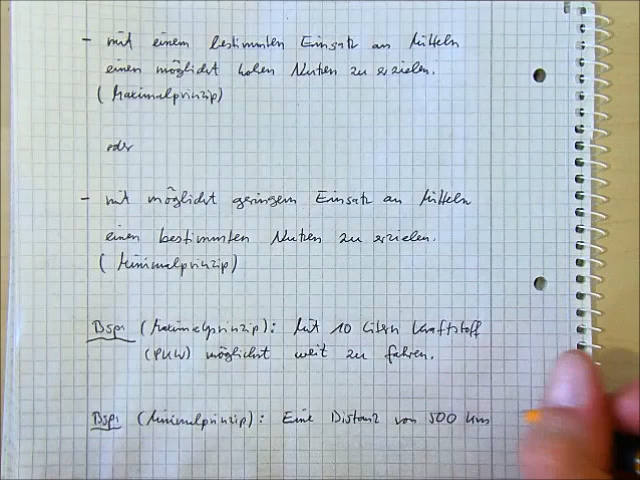 - mit einem bestimmten Einsatz an Mitteln
einen möglichst hohen Nutzen zu erzielen.
(Maximalprinzip)
oder
- mit möglichst geringem Einsatz an Mitteln
einen bestimmten Nutzen zu erzielen.
(Minimalprinzip)
Bsp: (Maximalprinzip): Mit 10 Litern Kraftstoff
(PKW) möglichst weit zu fahren.
Bsp: (Minimalprinzip): Eine Distanz von 500 km